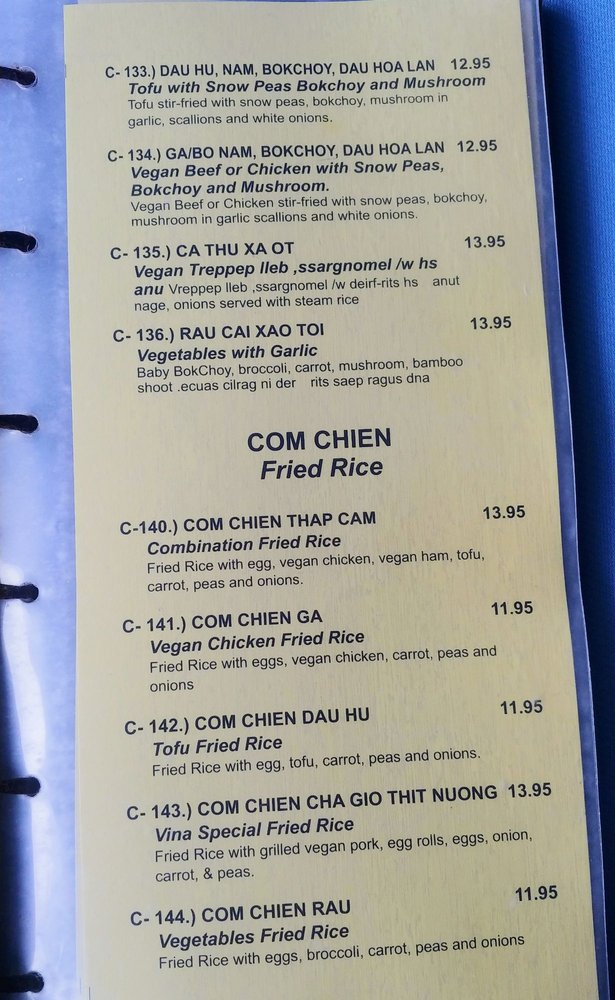 C- 133.) DAU HU, NAM, BOKCHOY, DAU HOA LAN 12.95
Tofu with Snow Peas Bokchoy and Mushroom
Tofu stir-fried with snow peas, bokchoy, mushroom in
garlic, scallions and white onions.
C- 134.) GA/BO NAM, BOKCHOY, DAU HOA LAN 12.95
Vegan Beef or Chicken with Snow Peas,
Bokchoy and Mushroom.
Vegan Beef or Chicken stir-fried with snow peas, bokchoy,
mushroom in garlic scallions and white onions.
C- 135.) CA THU XA OT 13.95
Vegan Treppep lleb ,ssargnomel /w hs
anu Vreppep lleb ,ssargnomel /w deirf-rits hs anut
nage, onions served with steam rice
C- 136.) RAU CAI XAO TOI 13.95
Vegetables with Garlic
Baby BokChoy, broccoli, carrot, mushroom, bamboo
shoot .ecuas cilrag ni der rits saep ragus dna
COM CHIEN
Fried Rice
C-140.) COM CHIEN THAP CAM 13.95
Combination Fried Rice
Fried Rice with egg, vegan chicken, vegan ham, tofu,
carrot, peas and onions.
C- 141.) COM CHIEN GA 11.95
Vegan Chicken Fried Rice
Fried Rice with eggs, vegan chicken, carrot, peas and
onions
C- 142.) COM CHIEN DAU HU 11.95
Tofu Fried Rice
Fried Rice with egg, tofu, carrot, peas and onions.
C- 143.) COM CHIEN CHA GIO THIT NUONG 13.95
Vina Special Fried Rice
Fried Rice with grilled vegan pork, egg rolls, eggs, onion,
carrot, & peas.
C- 144.) COM CHIEN RAU 11.95
Vegetables Fried Rice
Fried Rice with eggs, broccoli, carrot, peas and onions